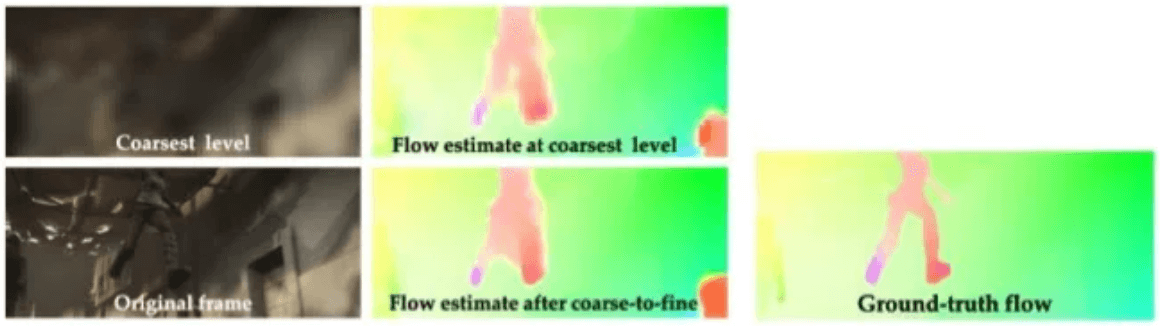 Coarsest level
Flow estimate at coarsest level
Original frame
Flow estimate after coarse-to-fine
Ground-truth flow